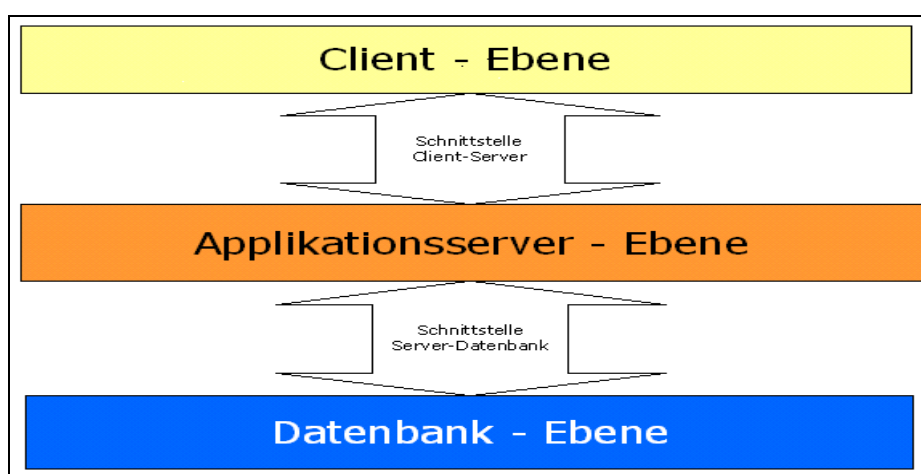 Client - Ebene
Schnittstelle
Client-Server
Applikationsserver - Ebene
Schnittstelle
Server-Datenbank
Datenbank - Ebene